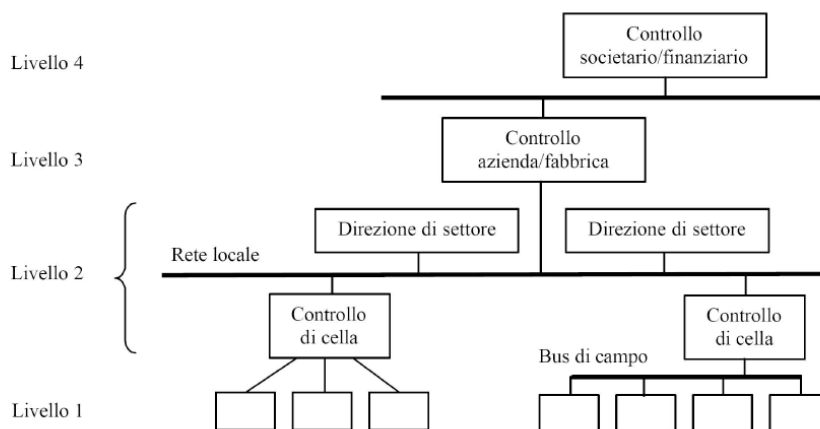 Livello 4
Controllo
societario/finanziario
Livello 3
Controllo
azienda/fabbrica
Direzione di settore
Direzione di settore
Rete locale
Livello 2
Controllo
di cella
Controllo
di cella
Bus di campo
Livello 1